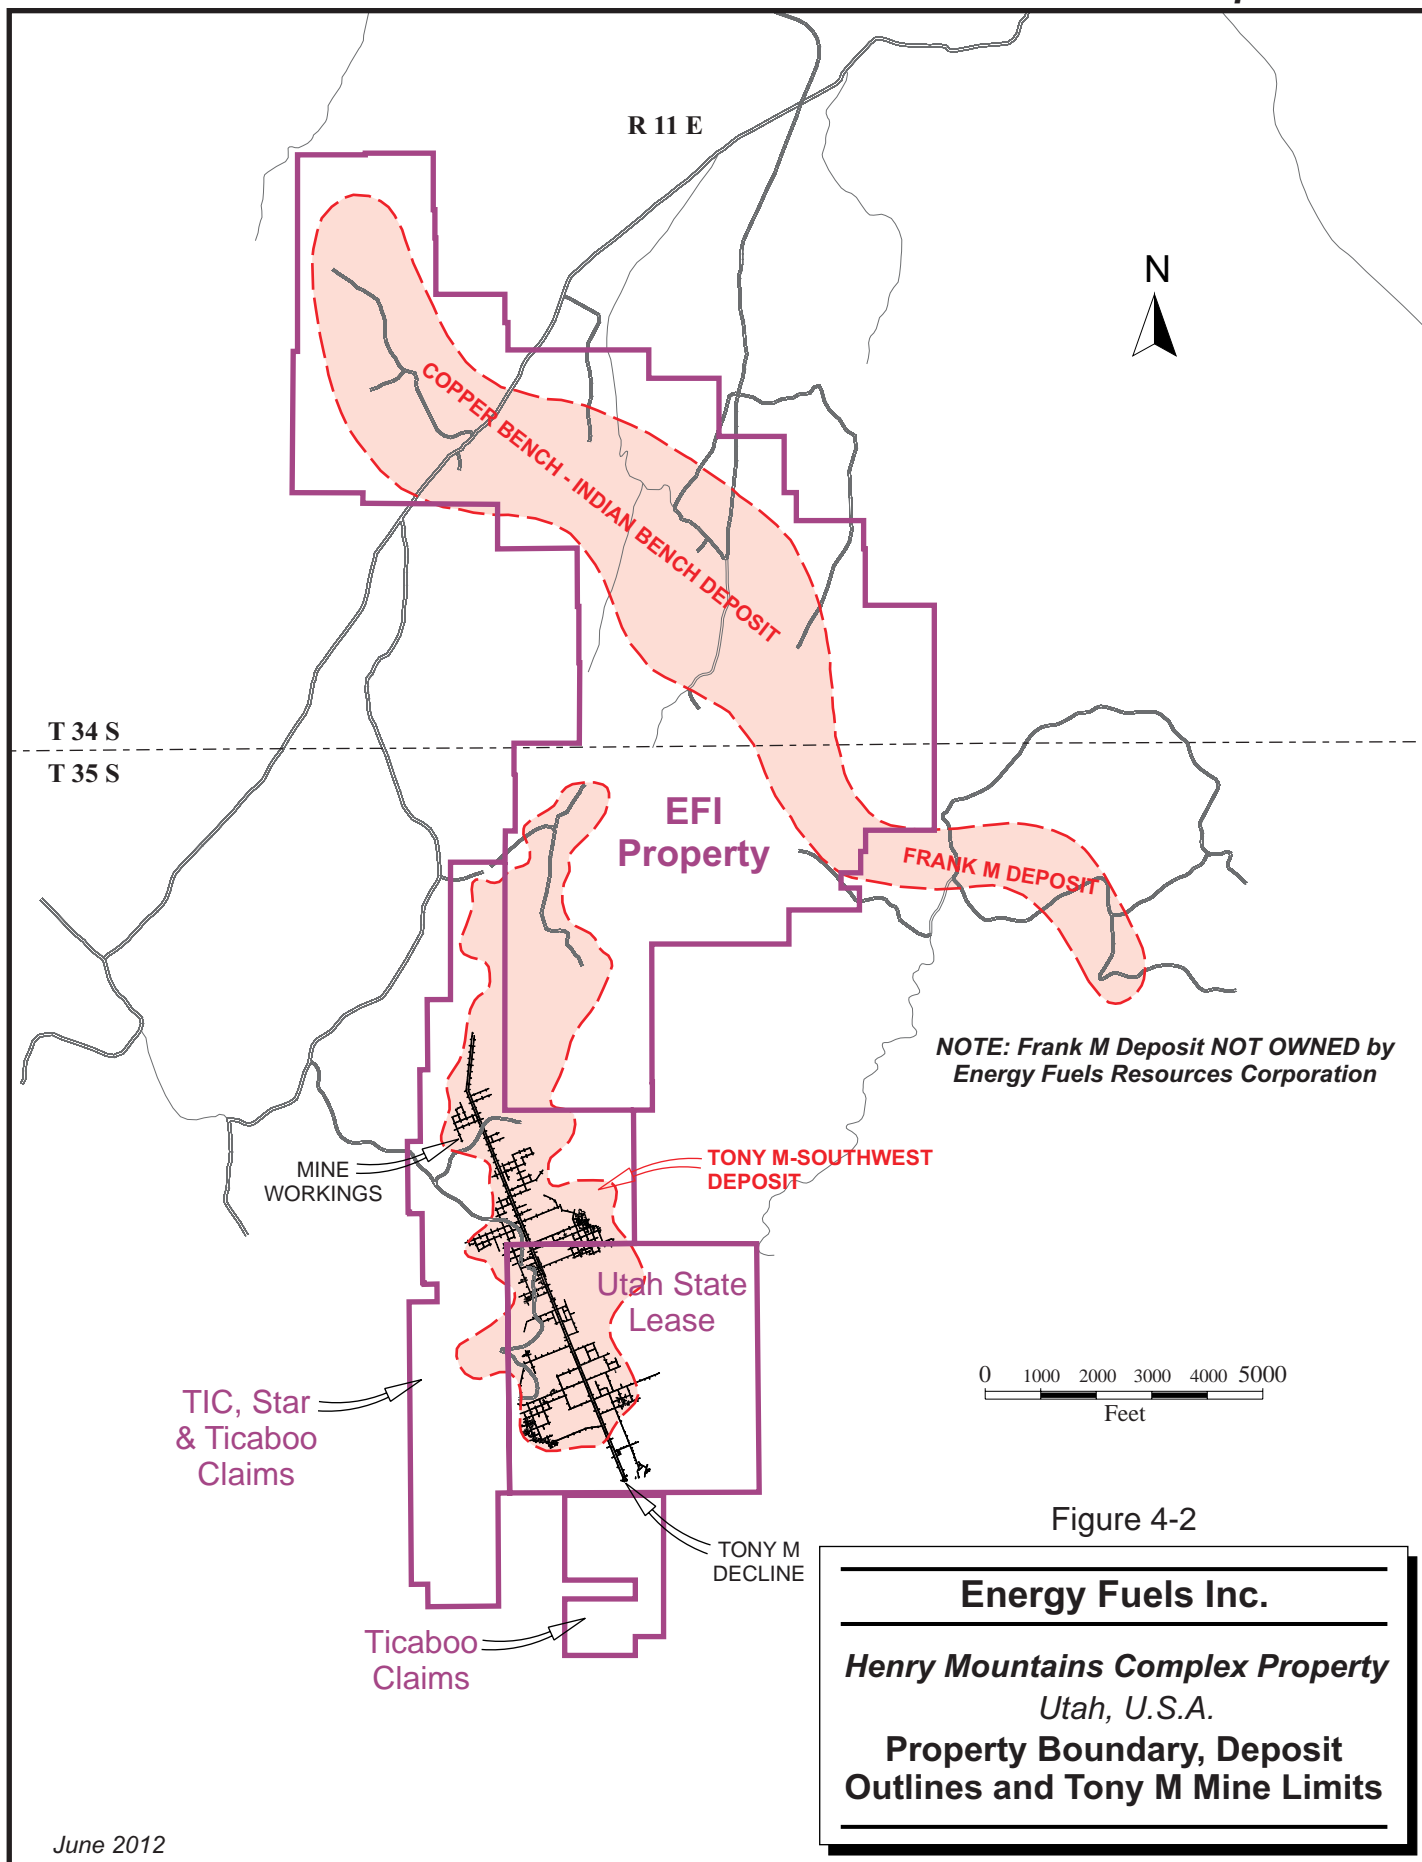 R 11 E
N
COPPER BENCH - INDIAN BENCH DEPOSIT
T 34 S
T 35 S
EFI
Property
FRANK M DEPOSIT
NOTE: Frank M Deposit NOT OWNED by
Energy Fuels Resources Corporation
MINE
WORKINGS
TONY M-SOUTHWEST
DEPOSIT
Utah State
Lease
0 1000 2000 3000 4000 5000
Feet
TIC, Star
& Ticaboo
Claims
TONY M
DECLINE
Ticaboo
Claims
Figure 4-2
Energy Fuels Inc.
Henry Mountains Complex Property
Utah, U.S.A.
Property Boundary, Deposit
Outlines and Tony M Mine Limits
June 2012